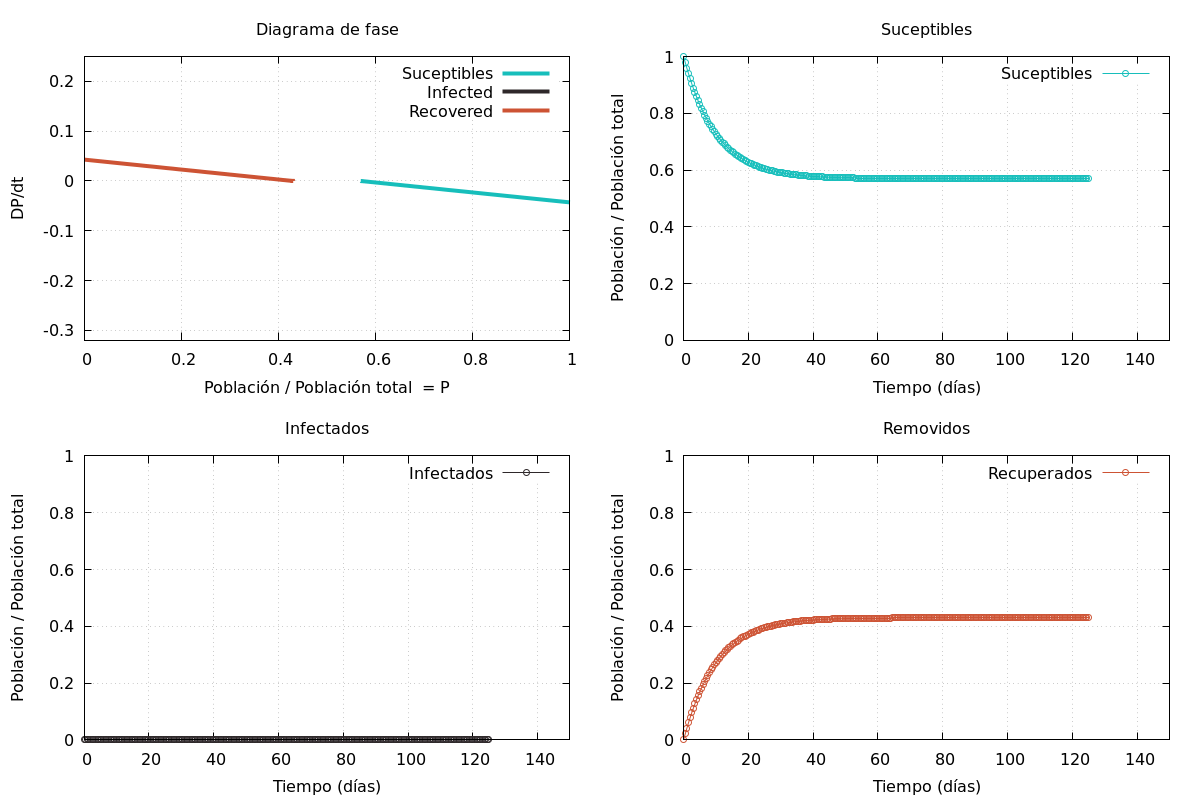 Diagrama de fase
Suceptibles
Infected
Recovered
0.2
0.1
0
-0.1
-0.2
-0.3
DP/dt
0 0.2 0.4 0.6 0.8 1
Población / Población total = P
Suceptibles
Suceptibles
1
0.8
0.6
0.4
0.2
0
Población / Población total
0 20 40 60 80 100 120 140
Tiempo (días)
Infectados
Infectados
1
0.8
0.6
0.4
0.2
0
Población / Población total
0 20 40 60 80 100 120 140
Tiempo (días)
Removidos
Recuperados
1
0.8
0.6
0.4
0.2
0
Población / Población total
0 20 40 60 80 100 120 140
Tiempo (días)